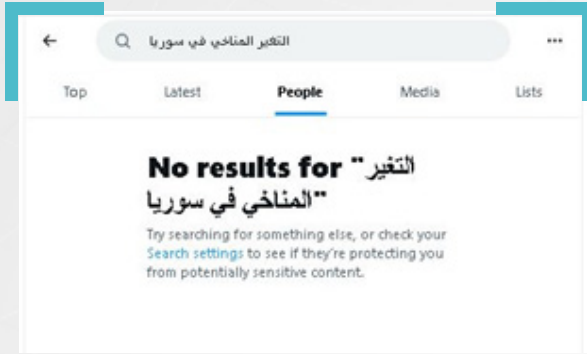 التغير المناخي في سوريا
Top Latest People Media Lists
No results for "التغير
المناخي في سوريا"
Try searching for something else, or check your
Search settings to see if they're protecting you
from potentially sensitive content.